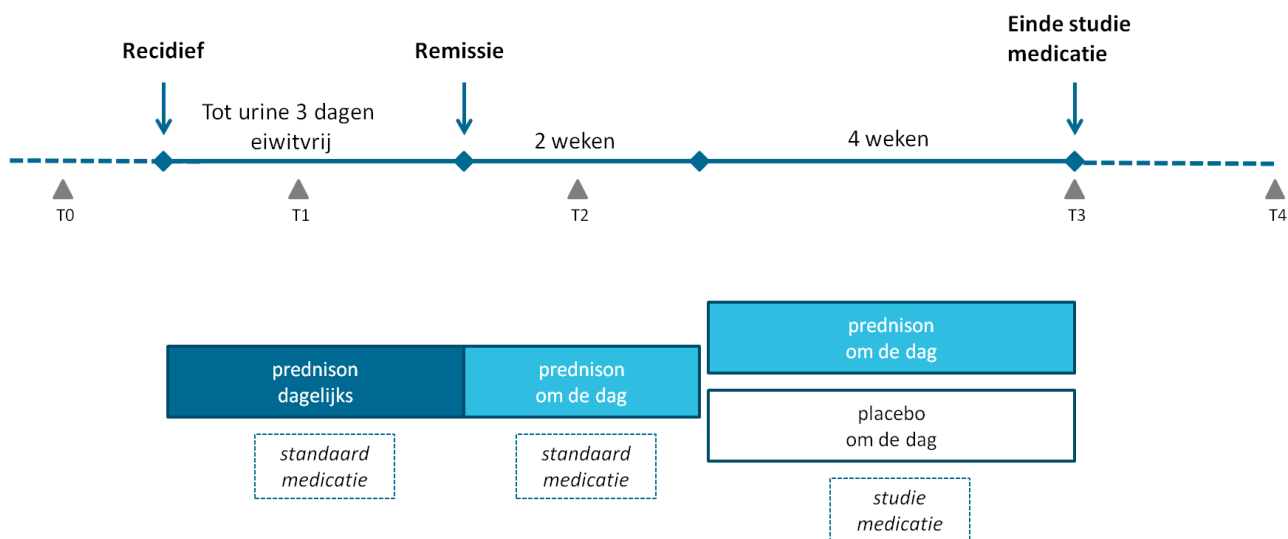 Recidief
Remissie
Einde studie
medicatie
Tot urine 3 dagen
eiwitvrij
2 weken
4 weken
T0
T1
T2
T3
T4
prednison
dagelijks
prednison
om de dag
prednison
om de dag
placebo
om de dag
standaard
medicatie
standaard
medicatie
studie
medicatie